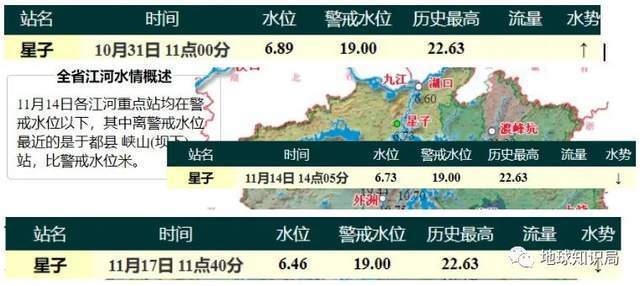 站名 时间 水位 警戒水位 历史最高 流量 水势
星子 10月31日 11点00分 6.89 19.00 22.63 ↑
全省江河水情概述
11月14日各江河重点站均在警
戒水位以下，其中离警戒水位
最近的是于都县 峡山(坝下)
站，比警戒水位米。
九江
湖口
6.60
星子
6.73
渡峰坑
站名 时间 水位 警戒水位 历史最高 流量 水势
星子 11月14日 14点05分 6.73 19.00 22.63 ↓
外洲
站名 时间 水位 警戒水位 历史最高 流量 水势
星子 11月17日 11点40分 6.46 19.00 22.63 ↓
地球知识局